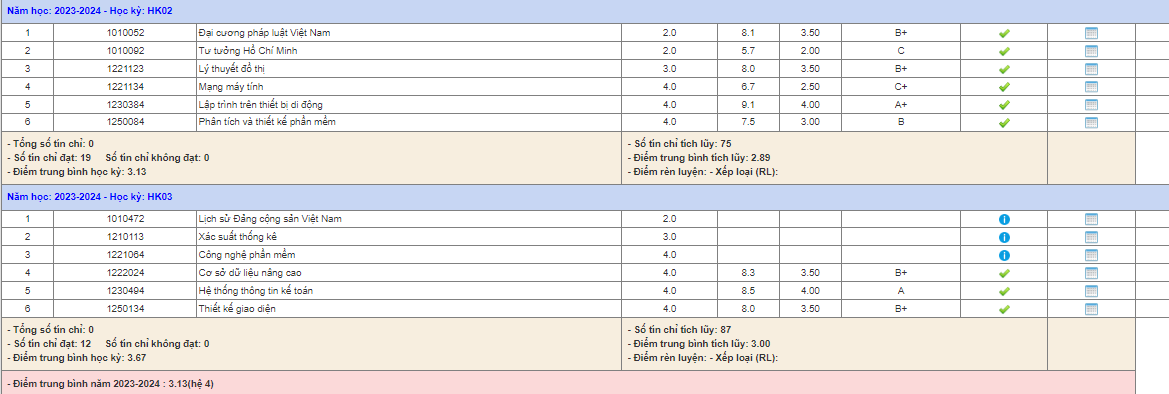 Năm học: 2023-2024 - Học kỳ: HK02
1 1010052 Đại cương pháp luật Việt Nam 2.0 8.1 3.50 B+
2 1010092 Tư tưởng Hồ Chí Minh 2.0 5.7 2.00 C
3 1221123 Lý thuyết đồ thị 3.0 8.0 3.50 B+
4 1221134 Mạng máy tính 4.0 6.7 2.50 C+
5 1230384 Lập trình trên thiết bị di động 4.0 9.1 4.00 A+
6 1250084 Phân tích và thiết kế phần mềm 4.0 7.5 3.00 B
- Tổng số tín chỉ: 0 - Số tín chỉ tích lũy: 75
- Số tín chỉ đạt: 19 Số tín chỉ không đạt: 0 - Điểm trung bình tích lũy: 2.89
- Điểm trung bình học kỳ: 3.13 - Điểm rèn luyện: - Xếp loại (RL):
Năm học: 2023-2024 - Học kỳ: HK03
1 1010472 Lịch sử Đảng cộng sản Việt Nam 2.0
2 1210113 Xác suất thống kê 3.0
3 1221064 Công nghệ phần mềm 4.0
4 1222024 Cơ sở dữ liệu nâng cao 4.0 8.3 3.50 B+
5 1230494 Hệ thống thông tin kế toán 4.0 8.5 4.00 A
6 1250134 Thiết kế giao diện 4.0 8.0 3.50 B+
- Tổng số tín chỉ: 0 - Số tín chỉ tích lũy: 87
- Số tín chỉ đạt: 12 Số tín chỉ không đạt: 0 - Điểm trung bình tích lũy: 3.00
- Điểm trung bình học kỳ: 3.67 - Điểm rèn luyện: - Xếp loại (RL):
- Điểm trung bình năm 2023-2024 : 3.13(hệ 4)